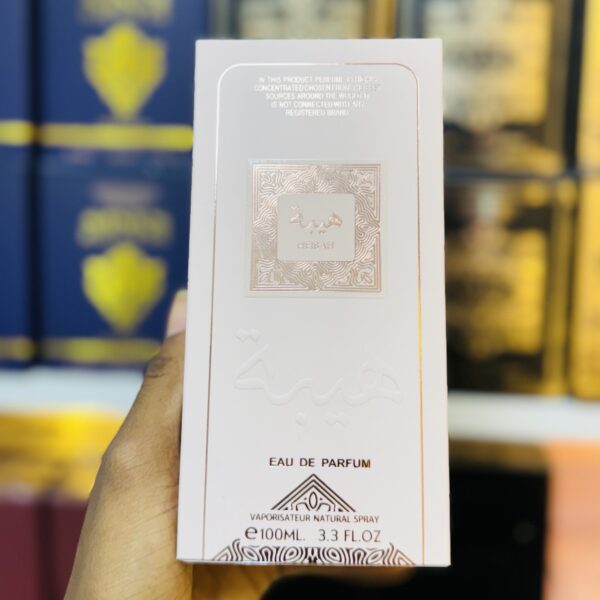 IN THIS PRODUCT PERFUME
CONCENTRATED CHOSEN FROM
SOURCES AROUND THE WORLD
IS NOT CONNECTED WITH ANY
REGISTERED BRAND
هيبة
HEIBAH
هيبة
EAU DE PARFUM
VAPORISATEUR NATURAL SPRAY
℮100ML. 3.3 FL.OZ